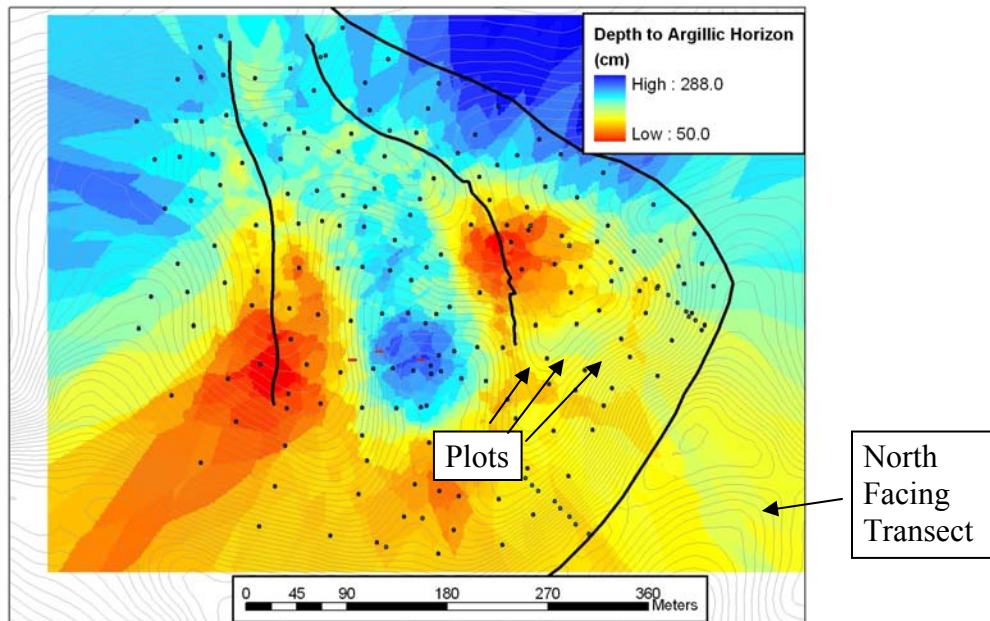 Depth to Argillic Horizon
(cm)
High : 288.0
Low : 50.0
Plots
North
Facing
Transect
0 45 90 180 270 360
Meters